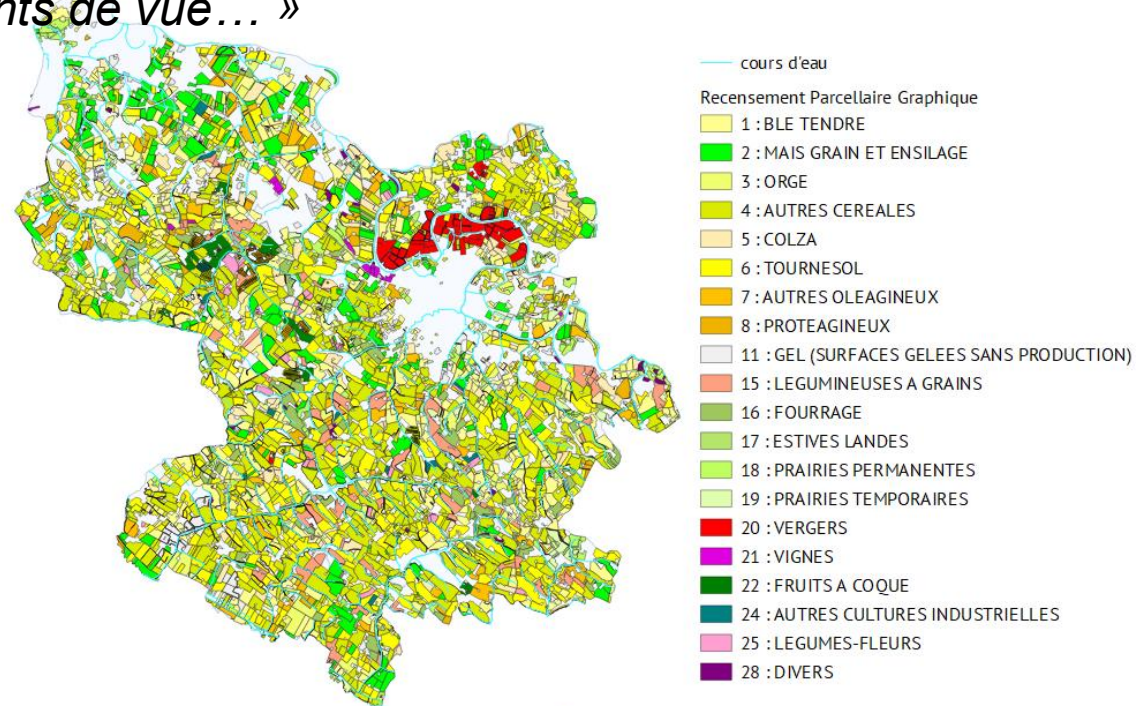 nts de vue… »
cours d'eau
Recensement Parcellaire Graphique
1 : BLE TENDRE
2 : MAIS GRAIN ET ENSILAGE
3 : ORGE
4 : AUTRES CEREALES
5 : COLZA
6 : TOURNESOL
7 : AUTRES OLEAGINEUX
8 : PROTEAGINEUX
11 : GEL (SURFACES GELEES SANS PRODUCTION)
15 : LEGUMINEUSES A GRAINS
16 : FOURRAGE
17 : ESTIVES LANDES
18 : PRAIRIES PERMANENTES
19 : PRAIRIES TEMPORAIRES
20 : VERGERS
21 : VIGNES
22 : FRUITS A COQUE
24 : AUTRES CULTURES INDUSTRIELLES
25 : LEGUMES-FLEURS
28 : DIVERS